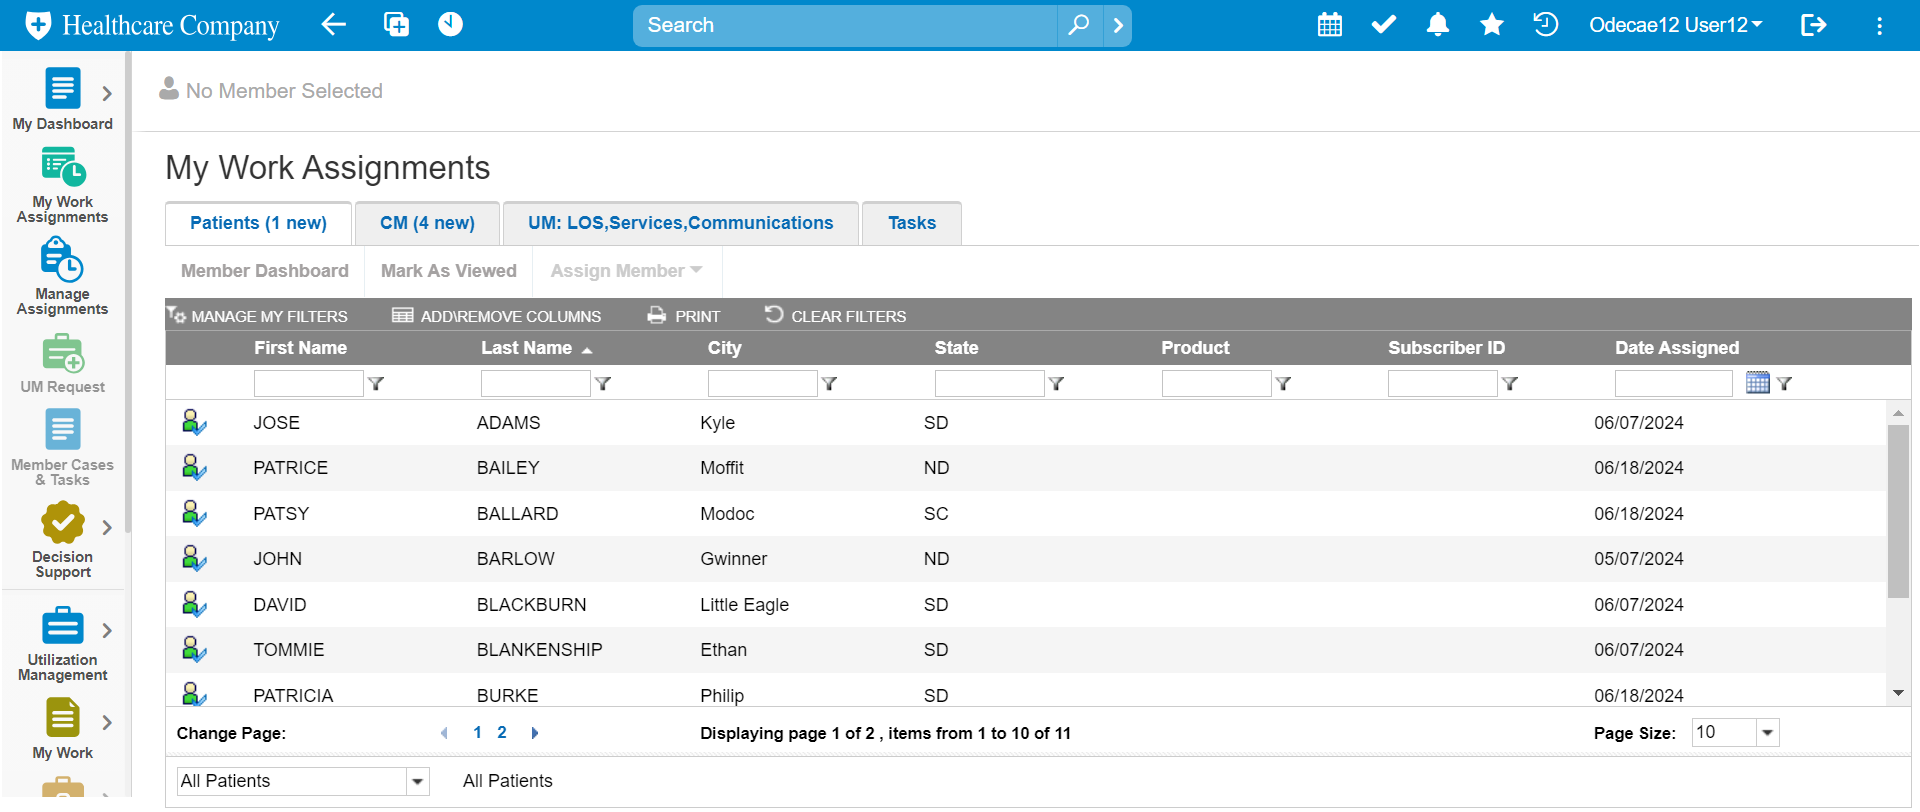 Healthcare Company
Search
Odecae12 User12
My Dashboard
My Work
Assignments
Manage
Assignments
UM Request
Member Cases
& Tasks
Decision
Support
Utilization
Management
My Work
No Member Selected
My Work Assignments
Patients (1 new) CM (4 new) UM: LOS,Services,Communications Tasks
Member Dashboard Mark As Viewed Assign Member
MANAGE MY FILTERS ADD\REMOVE COLUMNS PRINT CLEAR FILTERS
First Name Last Name City State Product Subscriber ID Date Assigned
JOSE ADAMS Kyle SD 06/07/2024
PATRICE BAILEY Moffit ND 06/18/2024
PATSY BALLARD Modoc SC 06/18/2024
JOHN BARLOW Gwinner ND 05/07/2024
DAVID BLACKBURN Little Eagle SD 06/07/2024
TOMMIE BLANKENSHIP Ethan SD 06/07/2024
PATRICIA BURKE Philip SD 06/18/2024
Change Page: 1 2 Displaying page 1 of 2 , items from 1 to 10 of 11 Page Size: 10
All Patients All Patients